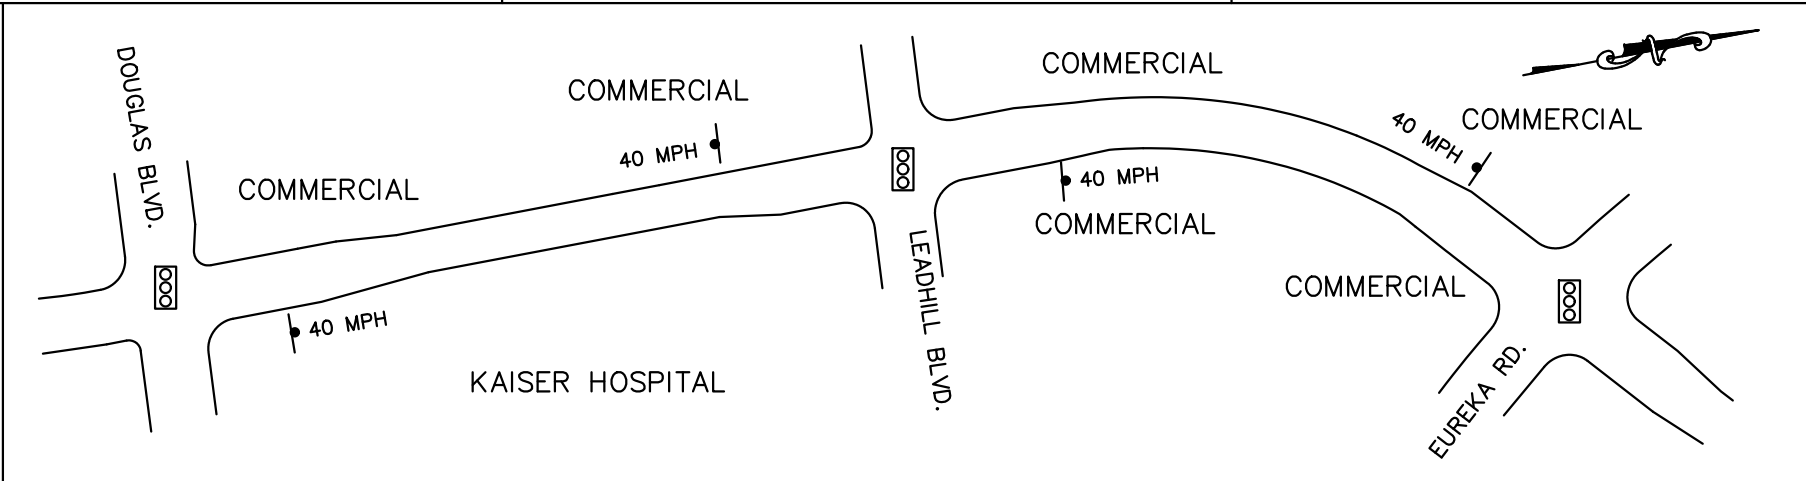 DOUGLAS BLVD.
COMMERCIAL
COMMERCIAL
40 MPH
40 MPH
KAISER HOSPITAL
COMMERCIAL
40 MPH
COMMERCIAL
LEADHILL BLVD.
40 MPH
COMMERCIAL
COMMERCIAL
EUREKA RD.